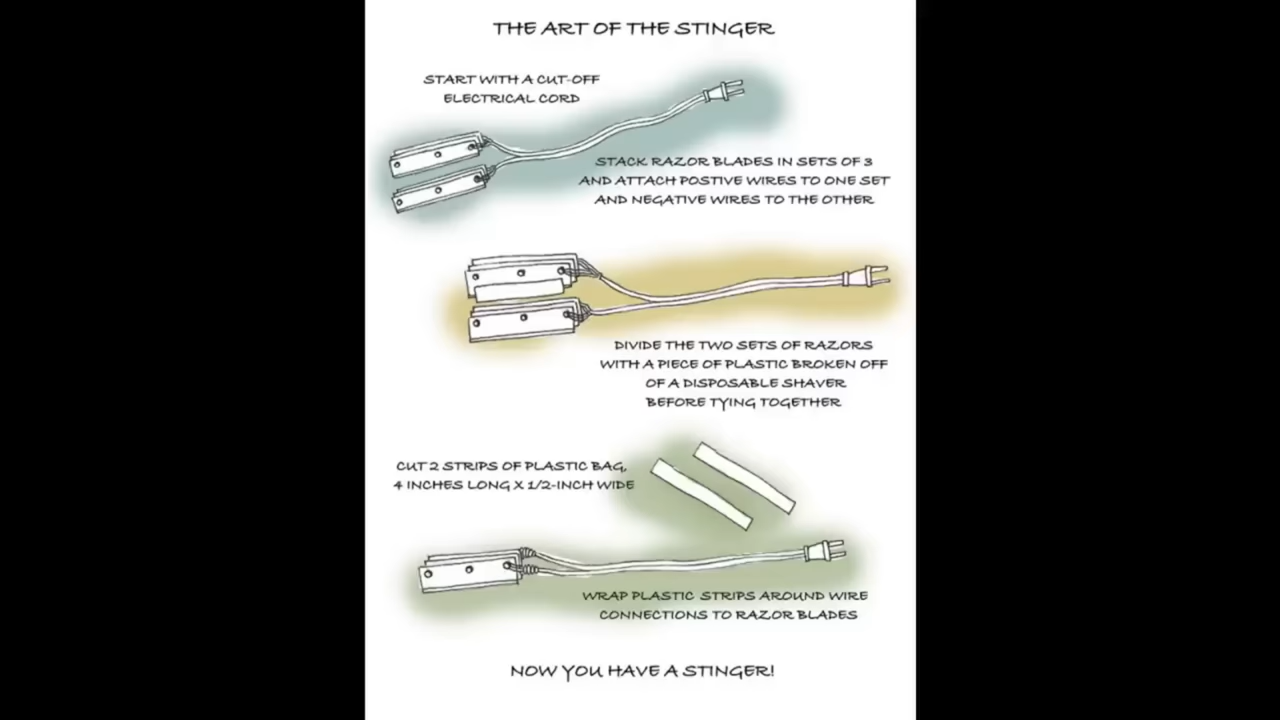 THE ART OF THE STINGER
START WITH A CUT-OFF
ELECTRICAL CORD
STACK RAZOR BLADES IN SETS OF 3
AND ATTACH POSTIVE WIRES TO ONE SET
AND NEGATIVE WIRES TO THE OTHER
DIVIDE THE TWO SETS OF RAZORS
WITH A PIECE OF PLASTIC BROKEN OFF
OF A DISPOSABLE SHAVER
BEFORE TYING TOGETHER
CUT 2 STRIPS OF PLASTIC BAG,
4 INCHES LONG X 1/2-INCH WIDE
WRAP PLASTIC STRIPS AROUND WIRE
CONNECTIONS TO RAZOR BLADES
NOW YOU HAVE A STINGER!